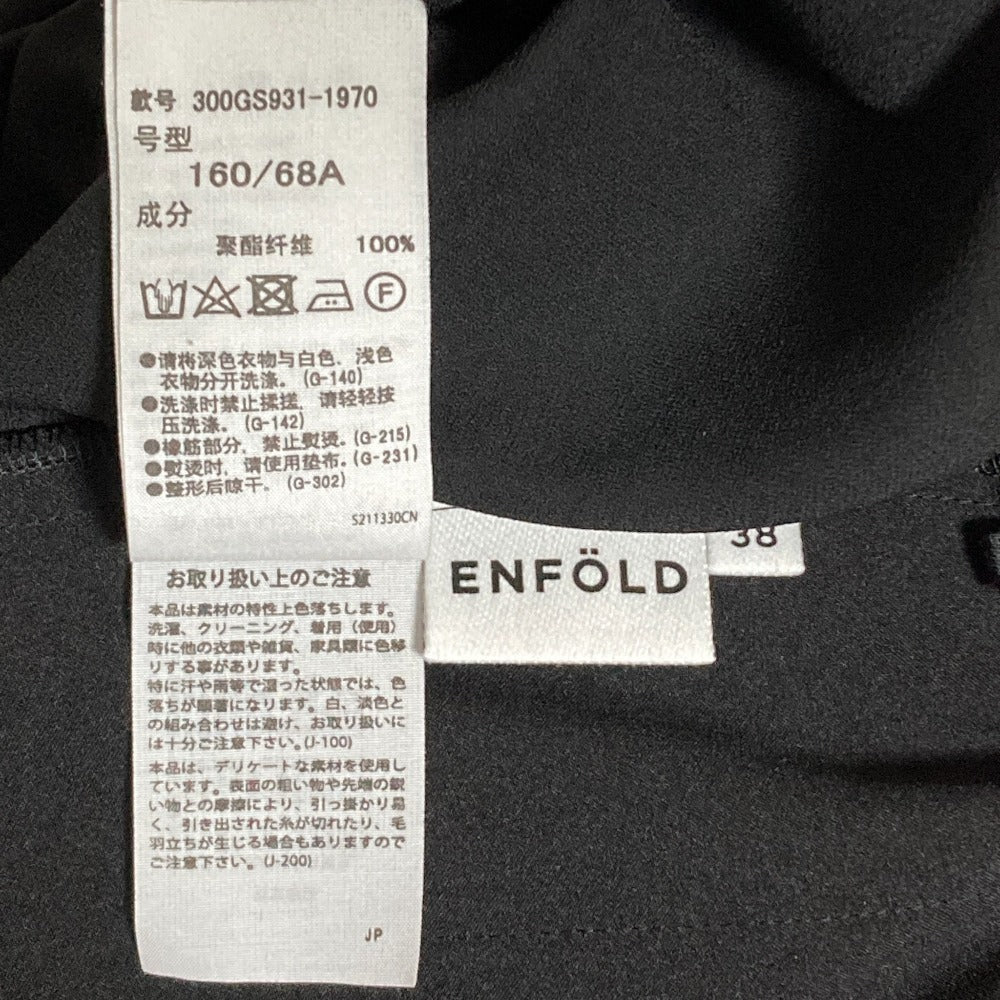 款号 300GS931-1970
号型
160/68A
成分
聚酯纤维 100%
F
●请将深色衣物与白色、浅色
衣物分开洗涤。(G-140)
●洗涤时禁止揉搓，请轻轻按
压洗涤。(G-142)
●橡筋部分，禁止熨烫。(G-215)
●熨烫时，请使用垫布。(G-231)
●整形后晾干。(G-302)
S211330CN
ENFÖLD
38
お取り扱い上のご注意
本品は素材の特性上色落ちします。
洗濯、クリーニング、着用（使用）
時に他の衣類や雑貨、家具類に色移
りする事があります。
特に汗や雨等で湿った状態では、色
落ちが顕著になります。白、淡色と
の組み合わせは避け、お取り扱いに
は十分ご注意下さい。(J-100)
本品は、デリケートな素材を使用し
ています。表面の粗い物や先端の鋭
い物との摩擦により、引っ掛かり易
く、引き出された糸が切れたり、毛
羽立ちが生じる場合もありますので
ご注意下さい。(J-200)
JP